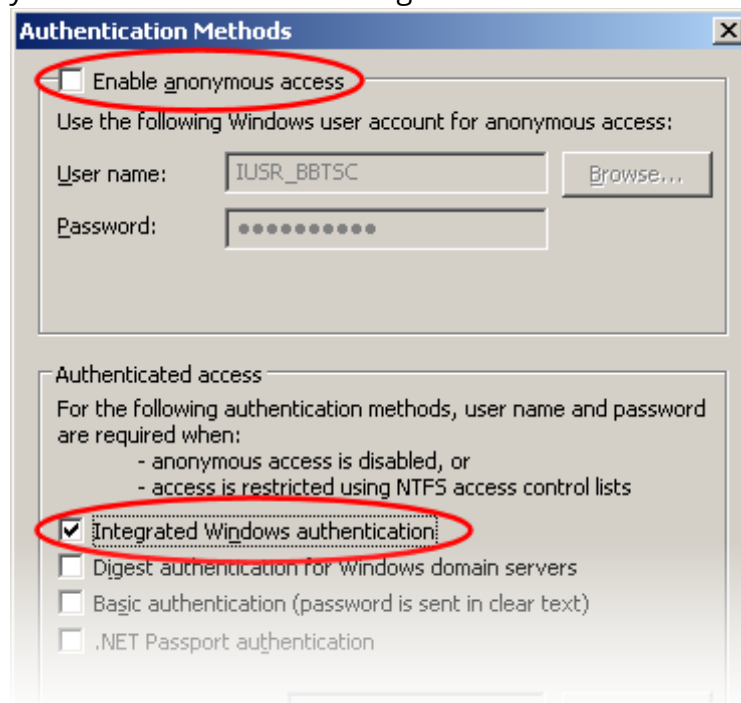 Authentication Methods
Enable anonymous access
Use the following Windows user account for anonymous access:
User name: IUSR_BBTSC Browse...
Password: ●●●●●●●●●●
Authenticated access
For the following authentication methods, user name and password
are required when:
- anonymous access is disabled, or
- access is restricted using NTFS access control lists
Integrated Windows authentication
Digest authentication for Windows domain servers
Basic authentication (password is sent in clear text)
.NET Passport authentication